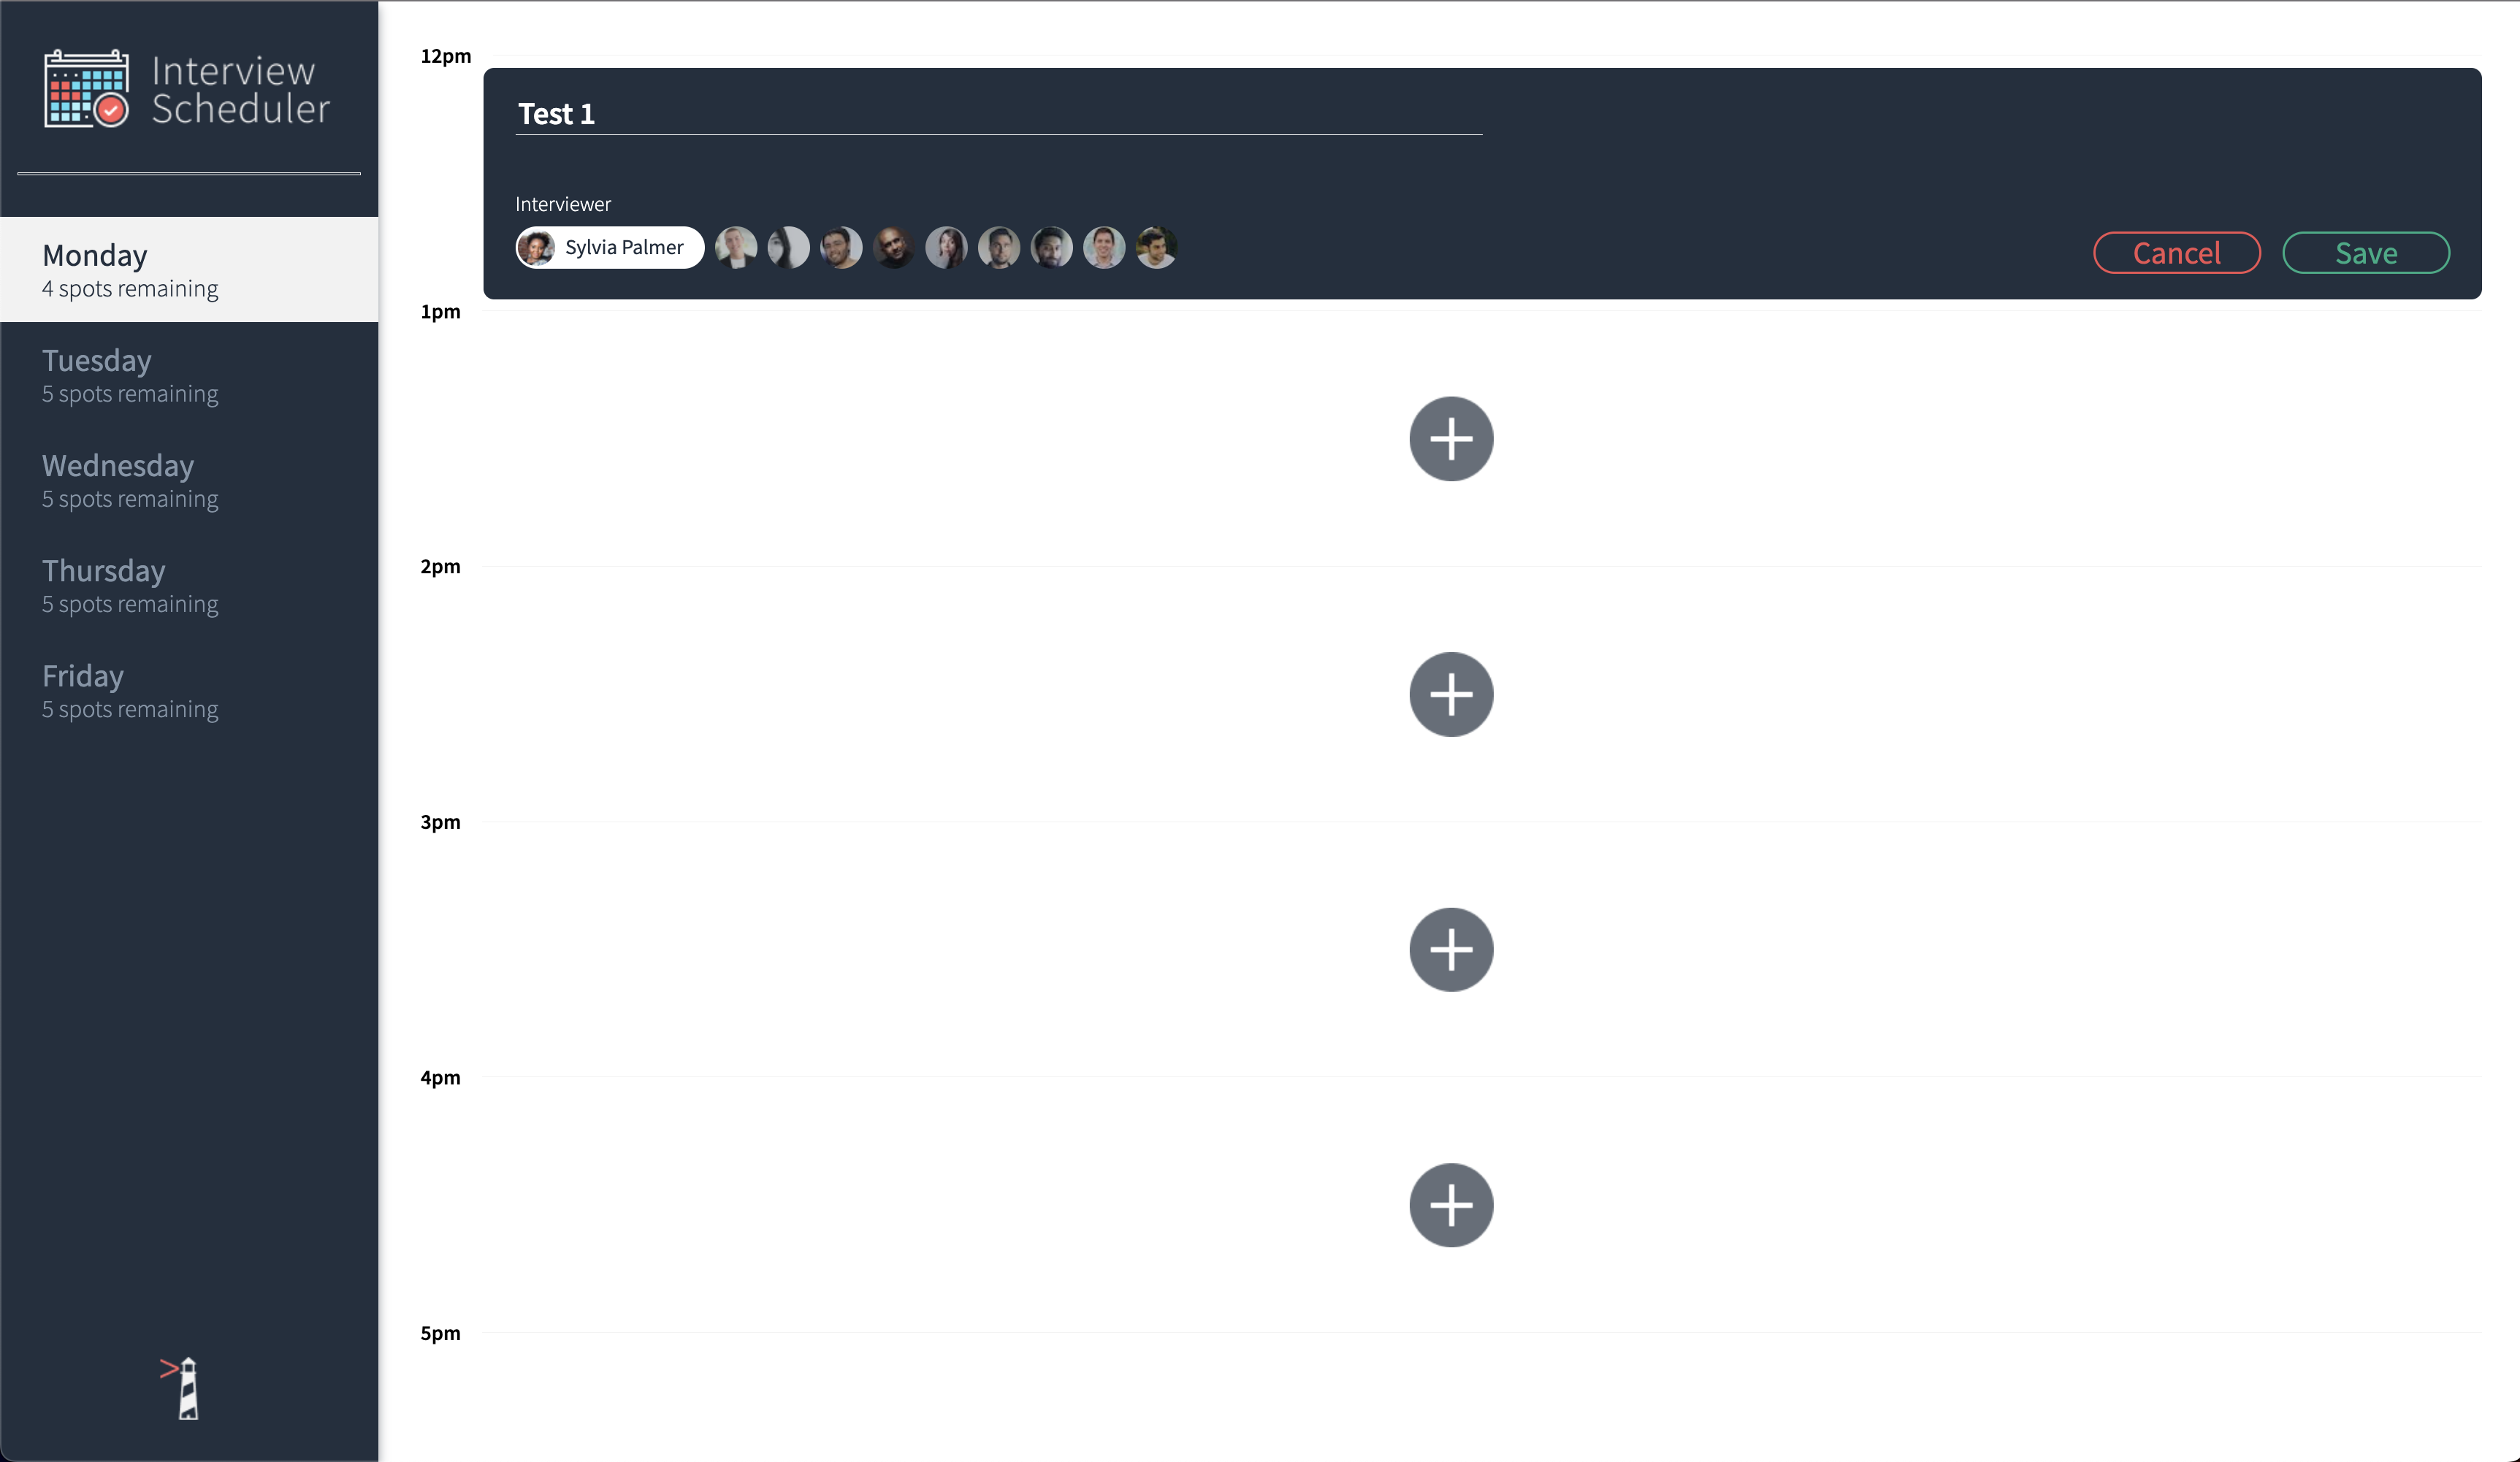 Interview
Scheduler
Monday
4 spots remaining
Tuesday
5 spots remaining
Wednesday
5 spots remaining
Thursday
5 spots remaining
Friday
5 spots remaining
12pm
Test 1
Interviewer
Sylvia Palmer
Cancel
Save
1pm
2pm
3pm
4pm
5pm